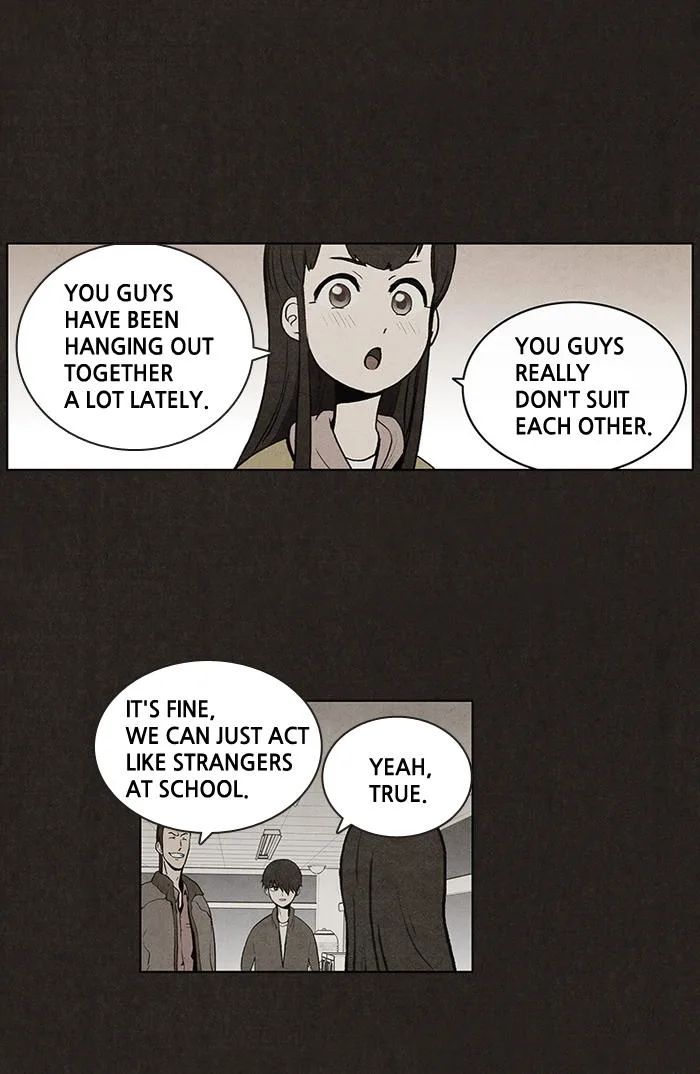 YOU GUYS
HAVE BEEN
HANGING OUT
TOGETHER
A LOT LATELY.
YOU GUYS
REALLY
DON'T SUIT
EACH OTHER.
IT'S FINE,
WE CAN JUST ACT
LIKE STRANGERS
AT SCHOOL.
YEAH,
TRUE.